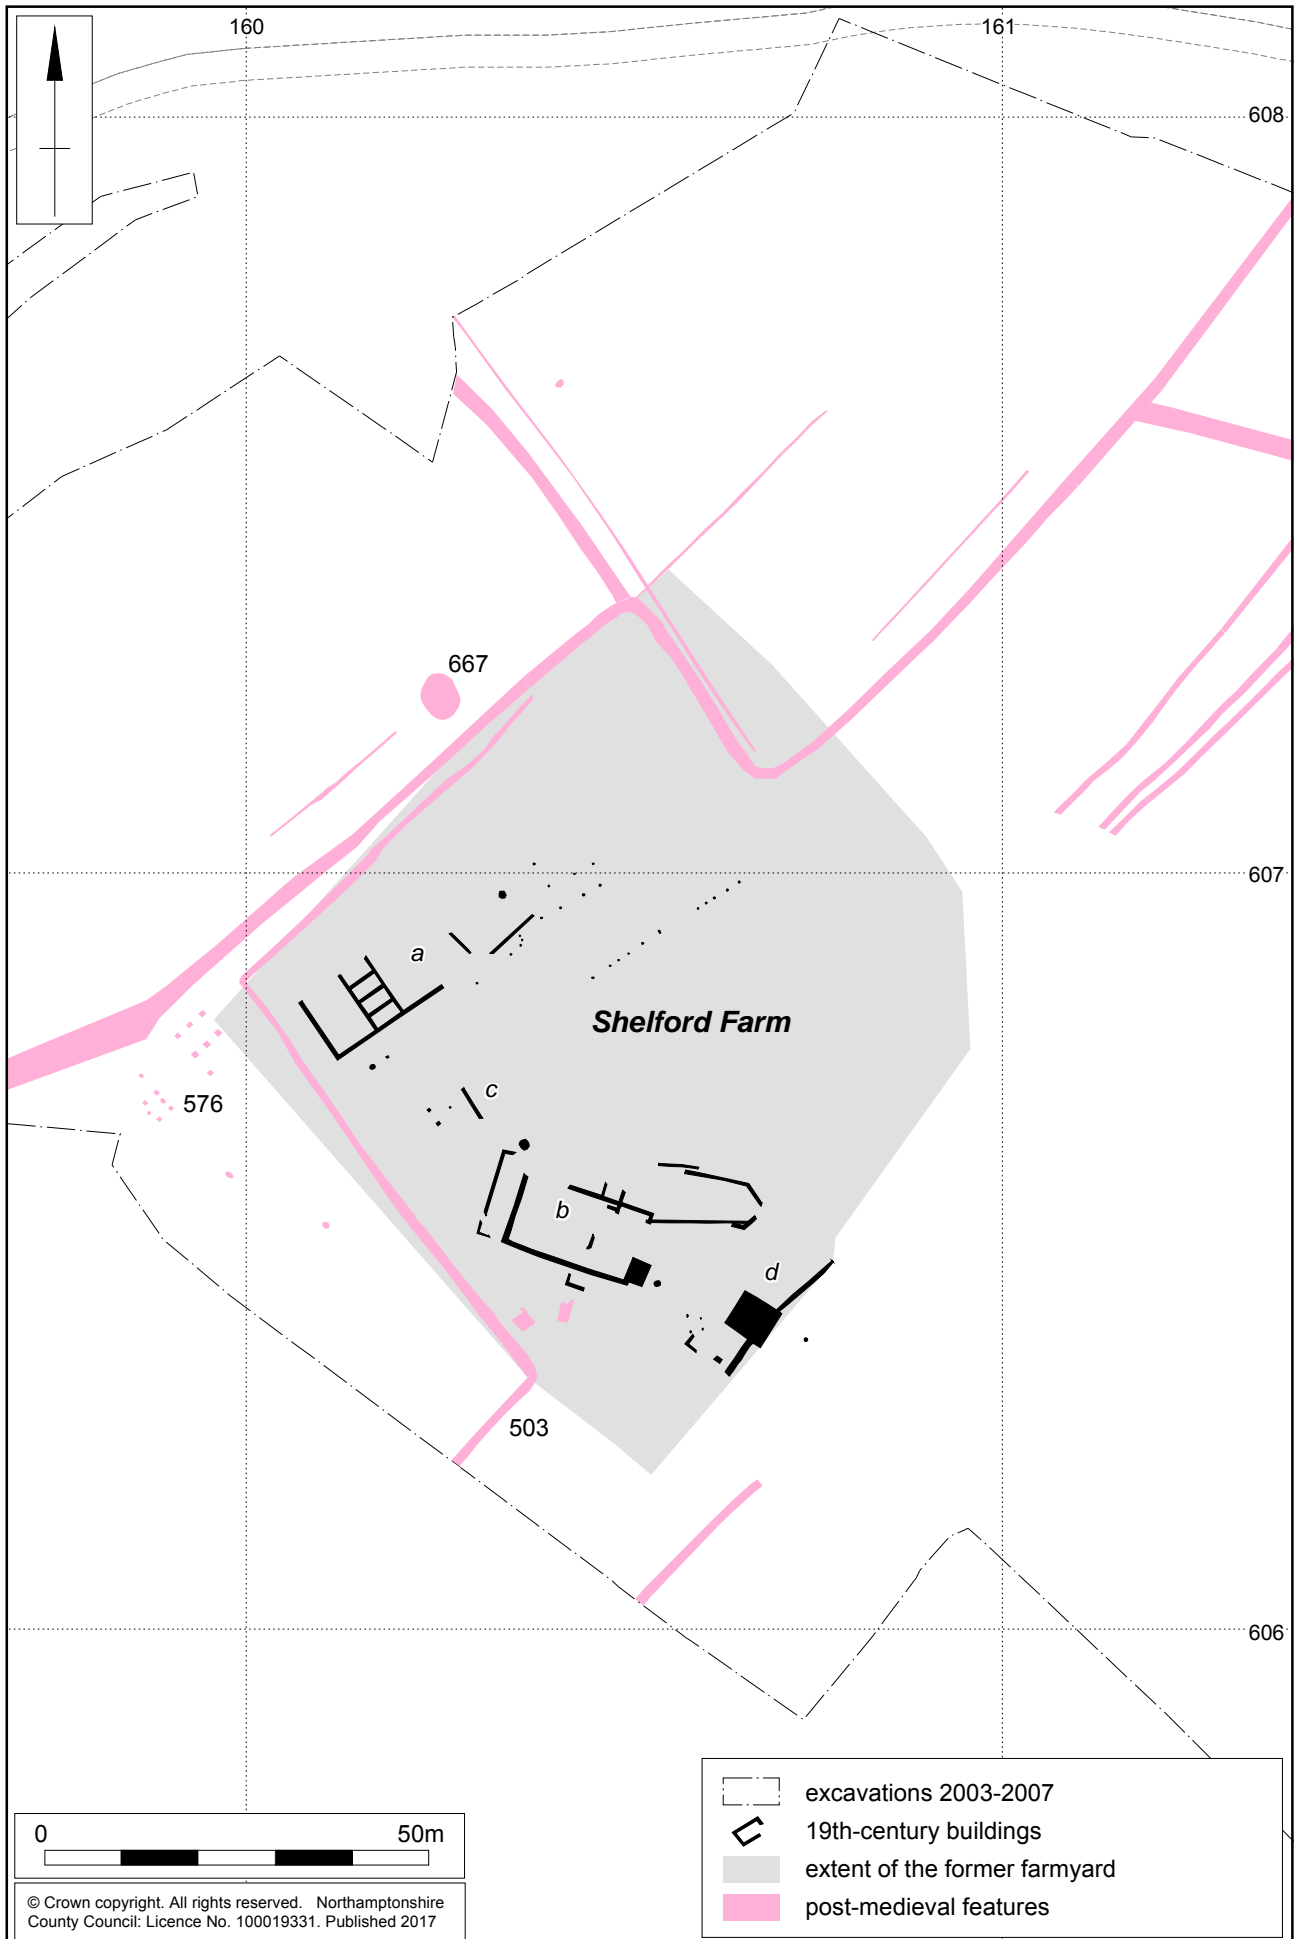 160
161
608
667
607
a
Shelford Farm
c
576
b
d
503
606
excavations 2003-2007
19th-century buildings
extent of the former farmyard
post-medieval features
0 50m
© Crown copyright. All rights reserved. Northamptonshire
County Council: Licence No. 100019331. Published 2017